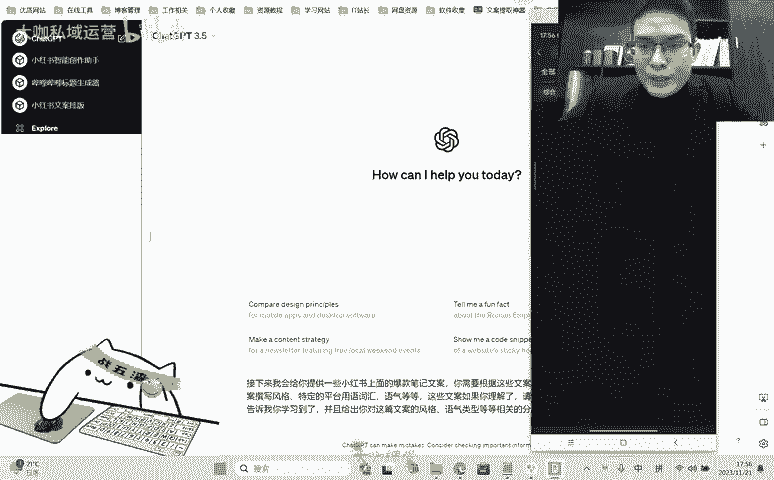 优质网站 在线工具 博客管理 工作相关 个人收藏 资源教程 学习网站 IT站长 网盘资源 软件收集 文案提取神器
大咖私域运营
ChatGPT
ChatGPT 3.5
17:56
小红书智能创作助手
哔哩哔哩标题生成器
小红书文案排版
Explore
全部
综合
How can I help you today?
Compare design principles
for mobile apps and desktop software
Tell me a fun fact
about the Roman Empi
Make a content strategy
for a newsletter featuring free local weekend events
Show me a code snippe
of a website's sticky he
接下来我会给你提供一些小红书上面的爆款笔记文案，你需要根据这些文案
案撰写风格、特定的平台用语词汇、语气等等，这些文案如果你理解了，请
告诉我你学习到了，并且给出你对这篇文案的风格、语气类型等等相关的分
ChatGPT can make mistakes. Consider checking important inform
战五渣
21°C
搜索
中 拼
17:56
2023/11/21